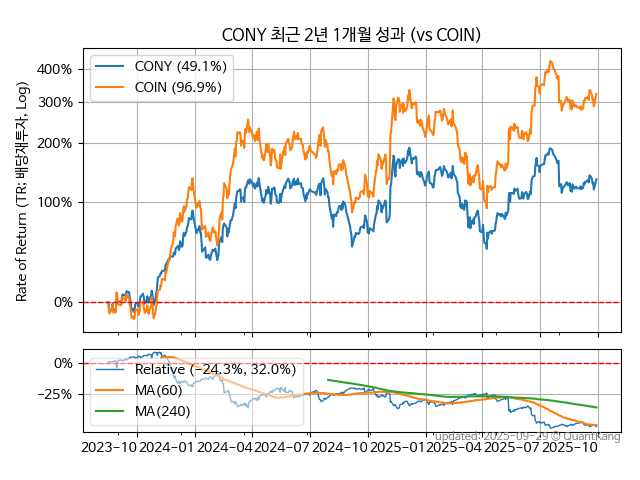 CONY 최근 2년 1개월 성과 (vs COIN)
CONY (49.1%)
COIN (96.9%)
400%
300%
200%
100%
0%
Rate of Return (TR: 배당재투자, Log)
0%
−25%
Relative (−24.3%, 32.0%)
MA(60)
MA(240)
updated: 2025-09-29 © QuantKang
2023-10 2024-01 2024-04 2024-07 2024-10 2025-01 2025-04 2025-07 2025-10